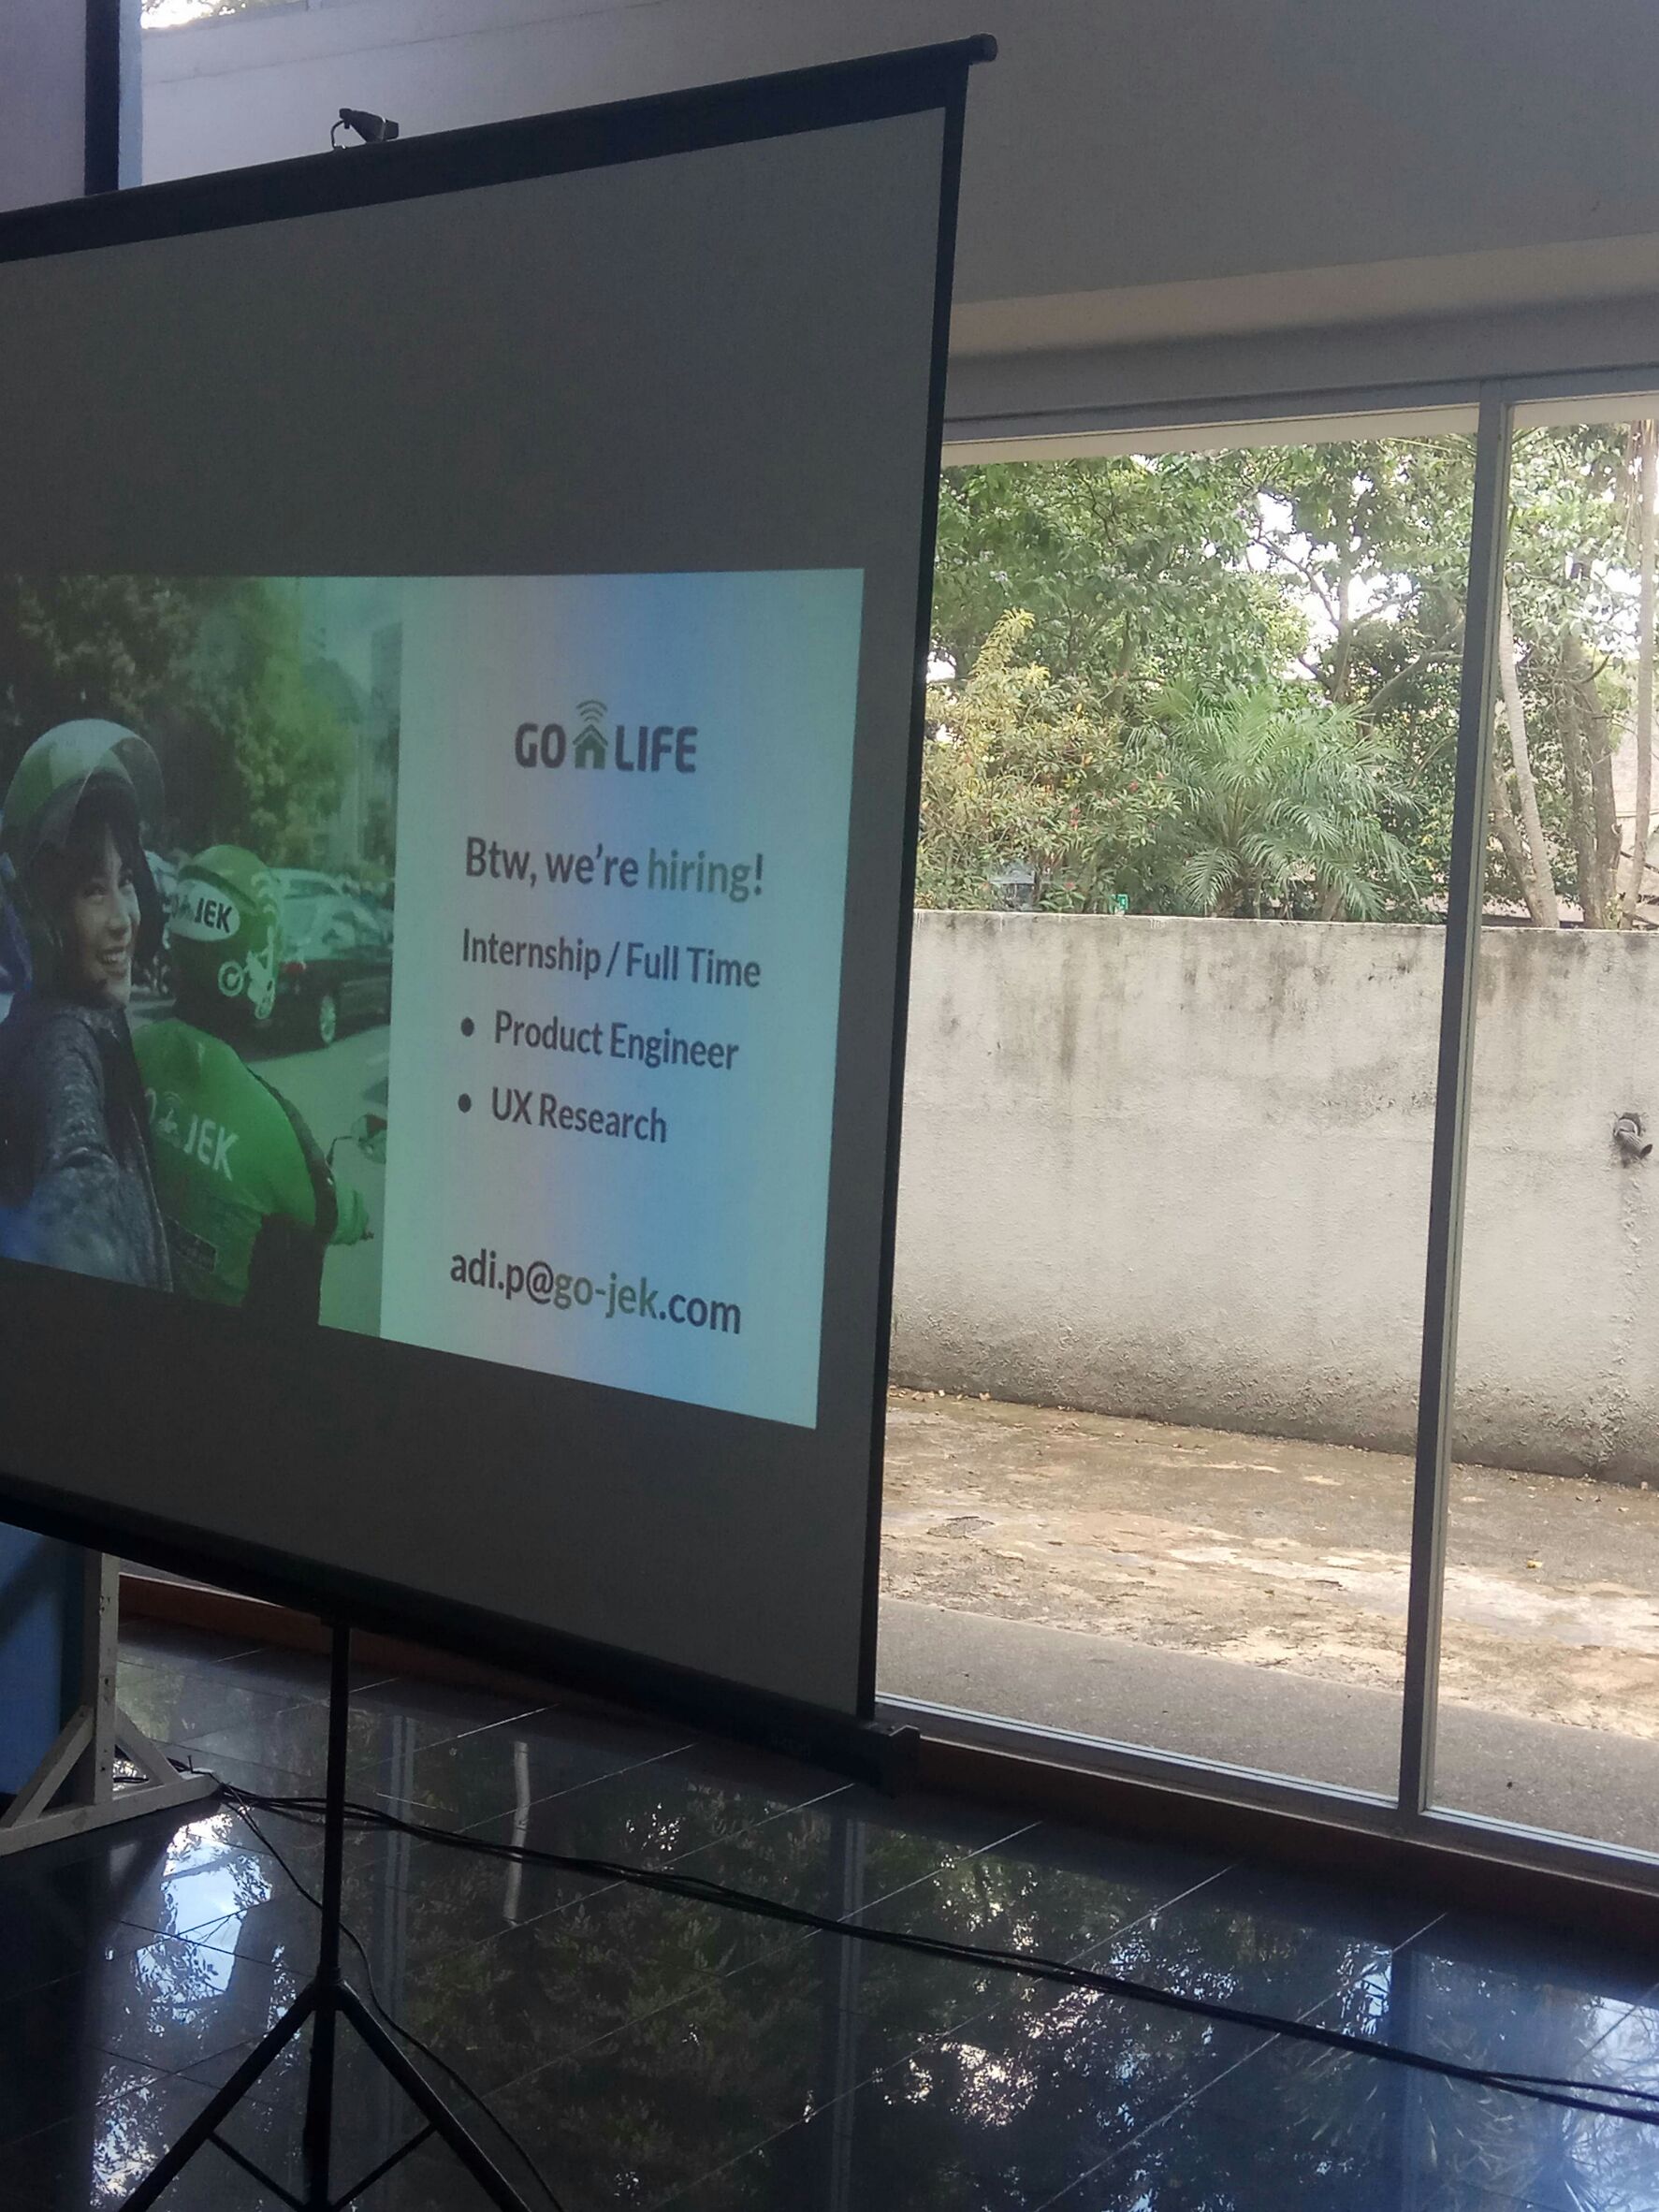 GO LIFE
Btw, we're hiring!
Internship / Full Time
• Product Engineer
• UX Research
adi.p@go-jek.com
JEK
JEK